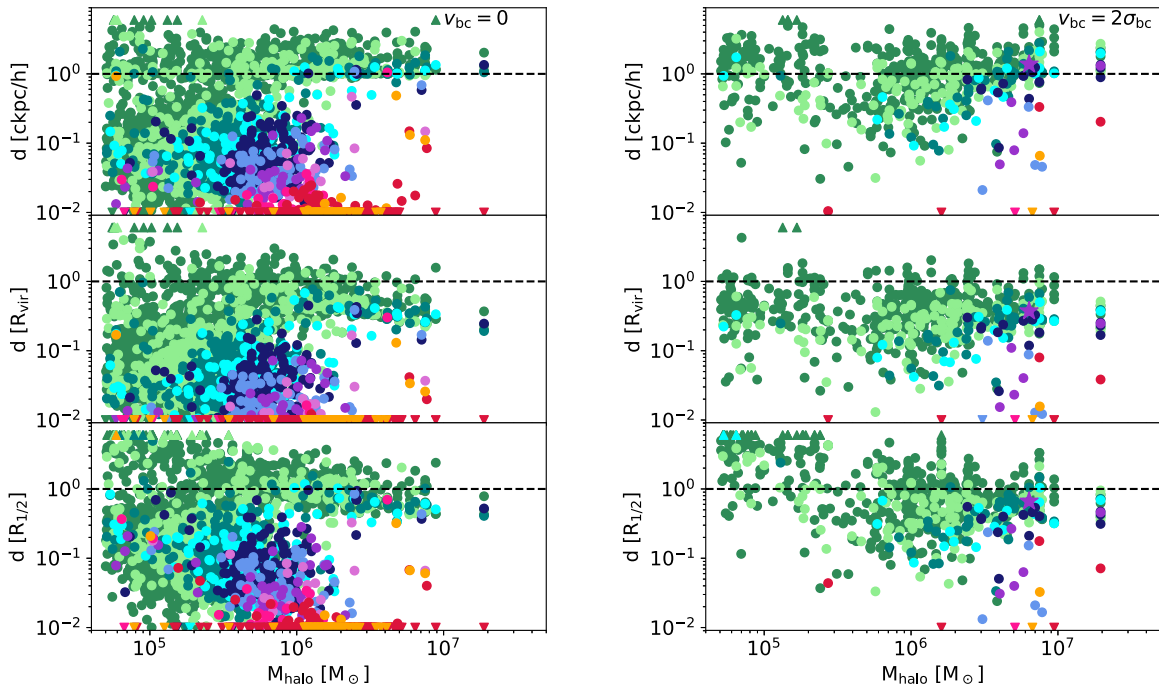 v_bc = 0
v_bc = 2σ_bc
d [ckpc/h]
10^0
10^-1
10^-2
d [ckpc/h]
10^0
10^-1
10^-2
d [R_vir]
10^0
10^-1
10^-2
d [R_vir]
10^0
10^-1
10^-2
d [R_1/2]
10^0
10^-1
10^-2
d [R_1/2]
10^0
10^-1
10^-2
10^5
10^6
10^7
M_halo [M_⊙]
10^5
10^6
10^7
M_halo [M_⊙]